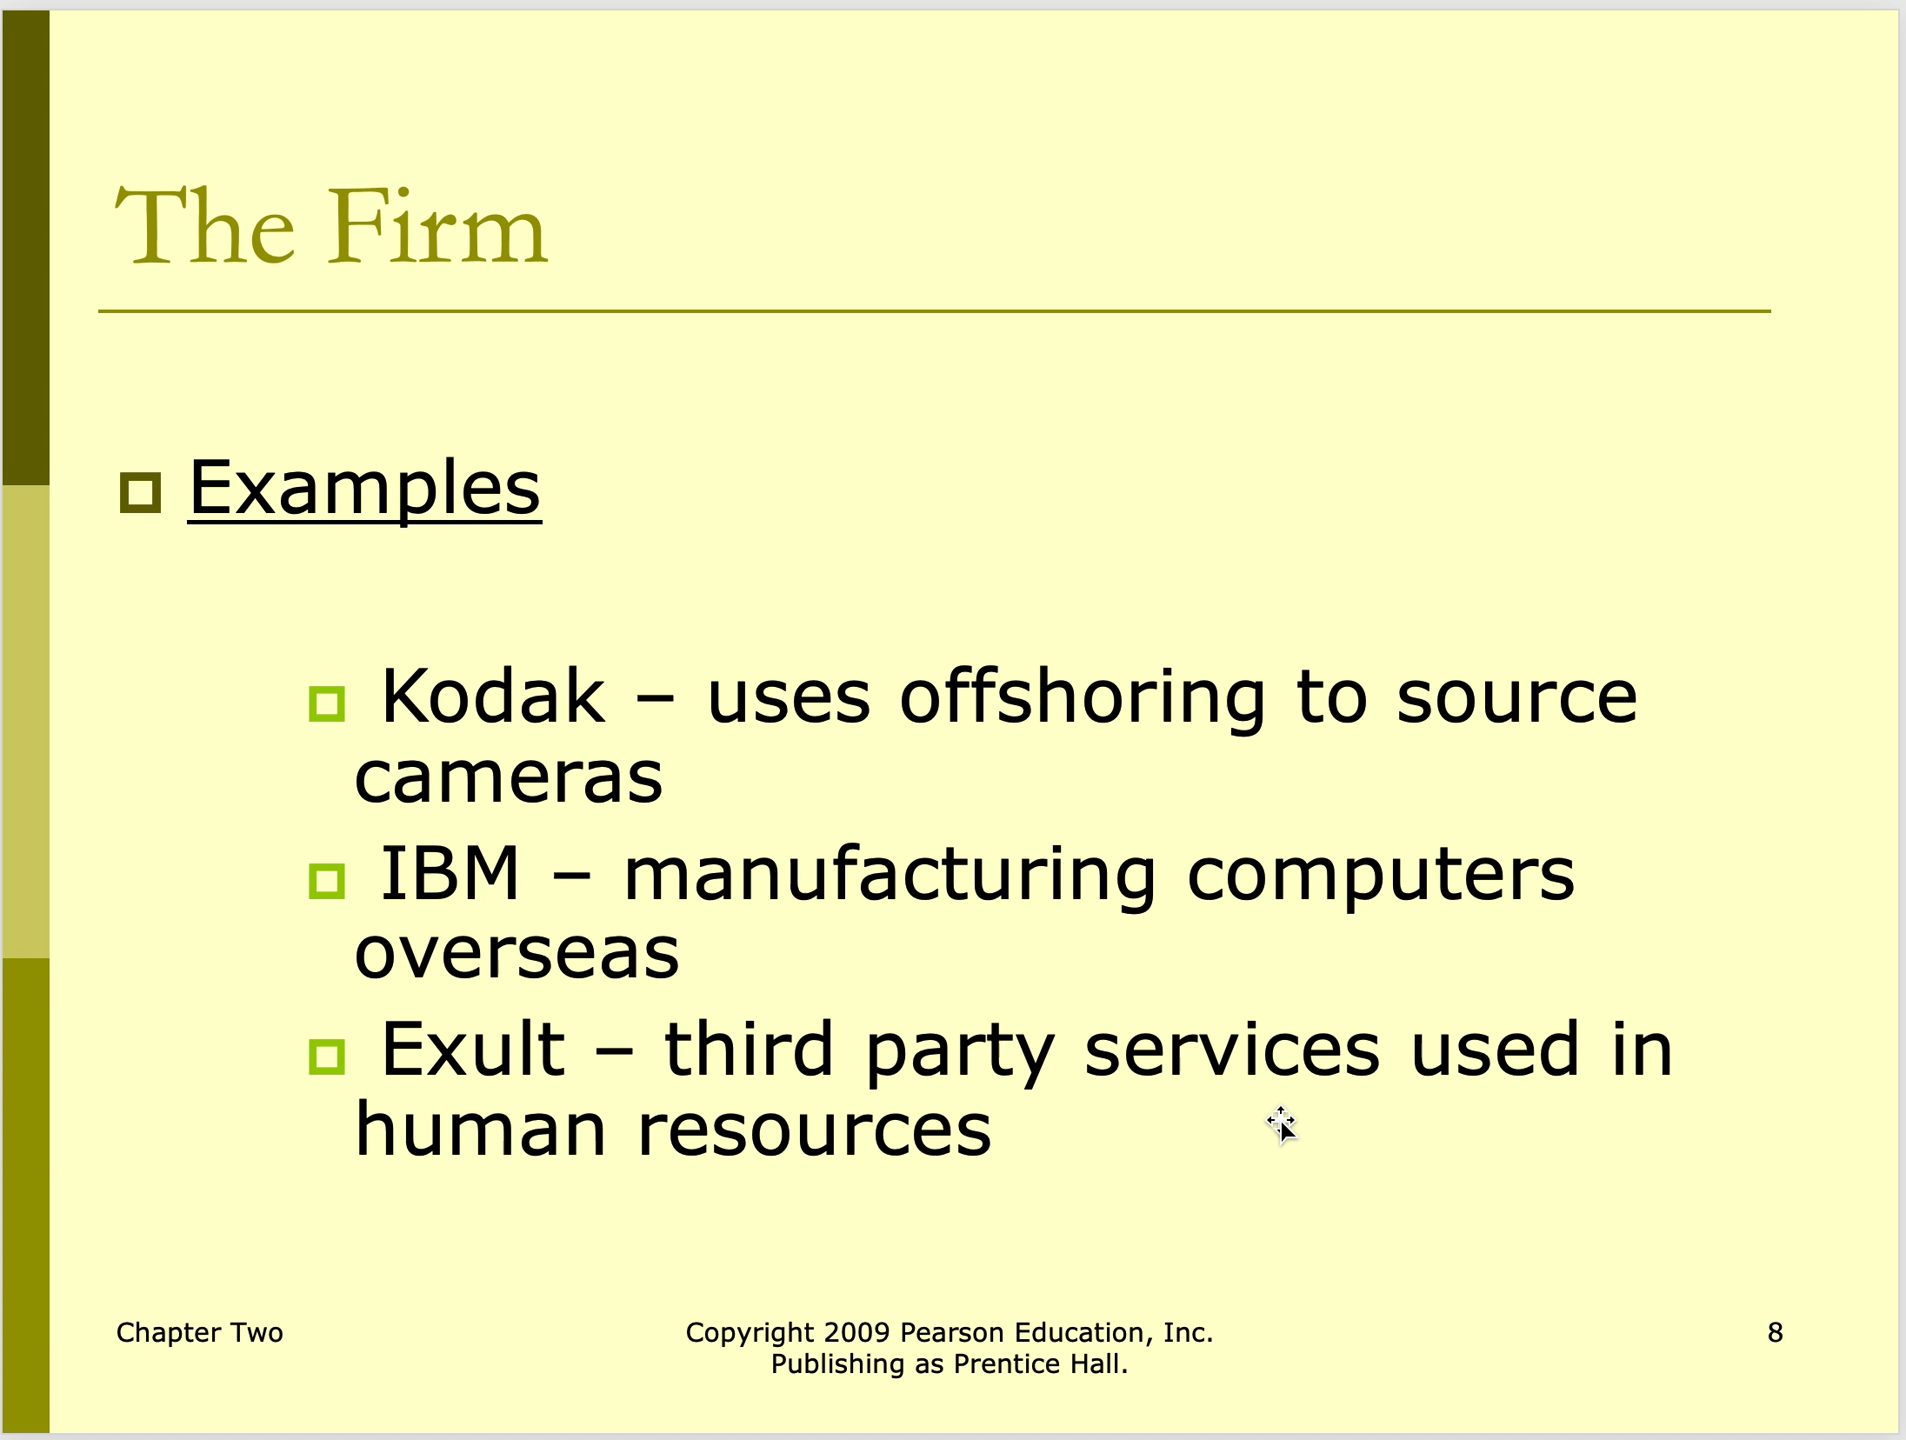 The Firm
Examples
Kodak – uses offshoring to source
cameras
IBM – manufacturing computers
overseas
Exult – third party services used in
human resources
Chapter Two
Copyright 2009 Pearson Education, Inc.
Publishing as Prentice Hall.
8